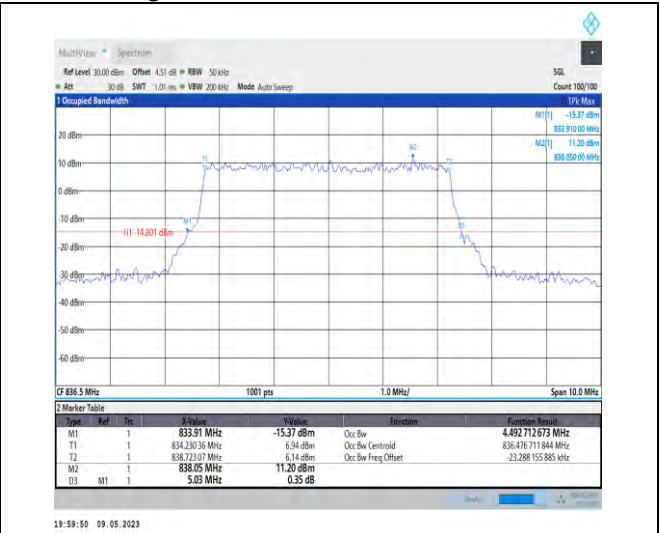 MultiView Spectrum
Ref Level 30.00 dBm Offset 4.51 dB RBW 50 kHz SGL
Att 30 dB SWT 1.01 ms VBW 200 kHz Mode Auto Sweep Count 100/100
1 Occupied Bandwidth 1Pk Max
M1[1] -15.37 dBm
833.910 00 MHz
M2[1] 11.20 dBm
838.050 00 MHz
20 dBm
M2
T1 T2
10 dBm
0 dBm
-10 dBm
M1
D3
H1 -14.801 dBm
-20 dBm
-30 dBm
-40 dBm
-50 dBm
-60 dBm
CF 836.5 MHz 1001 pts 1.0 MHz/ Span 10.0 MHz
2 Marker Table
Type Ref Trc X-Value Y-Value Function Function Result
M1 1 833.91 MHz -15.37 dBm Occ Bw 4.492 712 673 MHz
T1 1 834.230 36 MHz 6.94 dBm Occ Bw Centroid 836.476 711 844 MHz
T2 1 838.723 07 MHz 6.14 dBm Occ Bw Freq Offset -23.288 155 885 kHz
M2 1 838.05 MHz 11.20 dBm
D3 M1 1 5.03 MHz 0.35 dB
19:59:50 09.05.2023